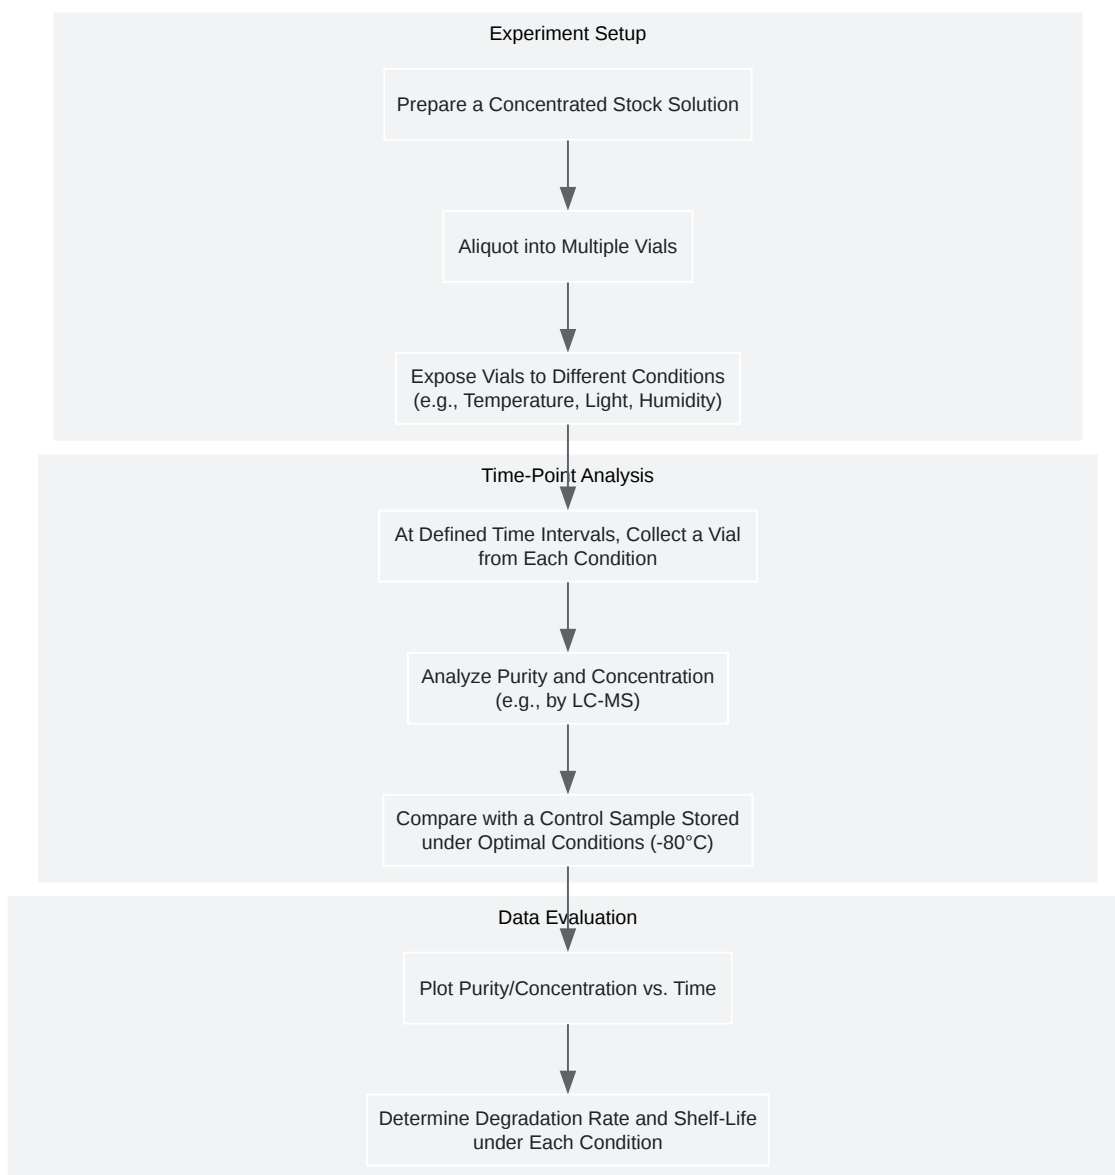 Experiment Setup
Prepare a Concentrated Stock Solution
Aliquot into Multiple Vials
Expose Vials to Different Conditions
(e.g., Temperature, Light, Humidity)
Time-Point Analysis
At Defined Time Intervals, Collect a Vial
from Each Condition
Analyze Purity and Concentration
(e.g., by LC-MS)
Compare with a Control Sample Stored
under Optimal Conditions (-80°C)
Data Evaluation
Plot Purity/Concentration vs. Time
Determine Degradation Rate and Shelf-Life
under Each Condition